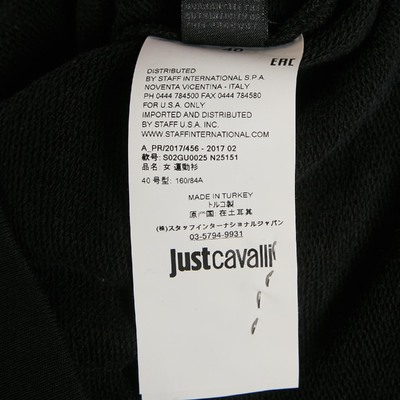 40
EAC
DISTRIBUTED
BY STAFF INTERNATIONAL S.P.A.
NOVENTA VICENTINA - ITALY
PH 0444 784500 FAX 0444 784580
FOR U.S.A. ONLY
IMPORTED AND DISTRIBUTED
BY STAFF U.S.A. INC.
WWW.STAFFINTERNATIONAL.COM
A_PR/2017/456 - 2017 02
款号: S02GU0025 N25151
品名: 女 運動衫
40 号型: 160/84A
MADE IN TURKEY
トルコ製
原产国 在土耳其
(株)スタッフインターナショナルジャパン
03-5794-9931
justcavalli